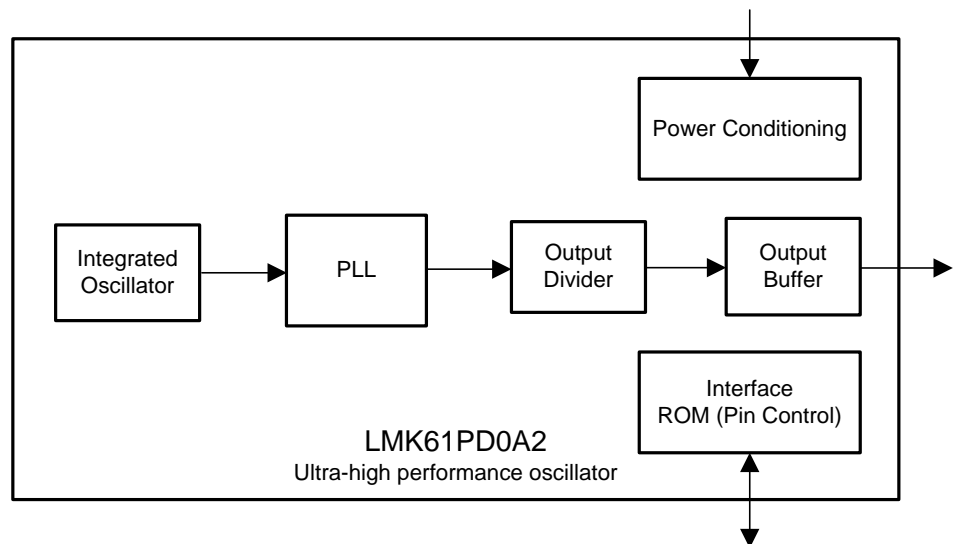 Power Conditioning
Integrated
Oscillator
PLL
Output
Divider
Output
Buffer
Interface
ROM (Pin Control)
LMK61PD0A2
Ultra-high performance oscillator